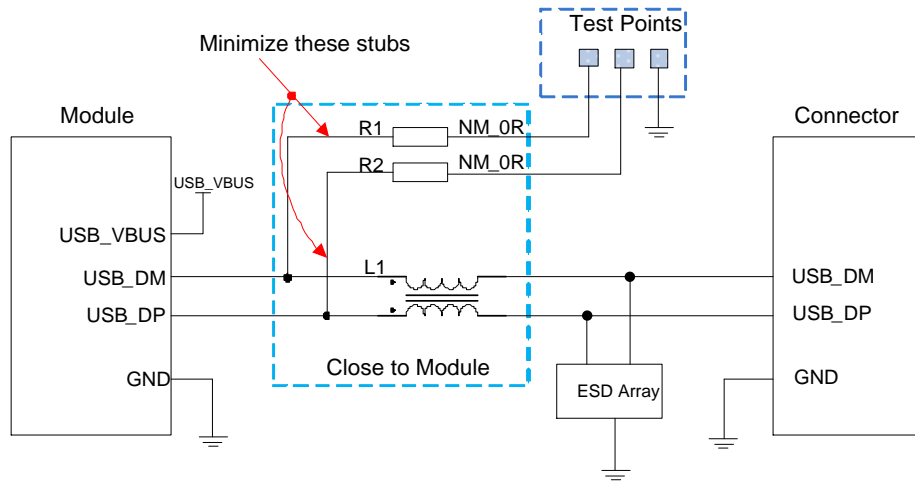 Test Points
Minimize these stubs
Module
Connector
R1 NM_0R
R2 NM_0R
USB_VBUS
USB_VBUS
USB_DM
L1
USB_DM
USB_DP
USB_DP
GND
Close to Module
GND
ESD Array